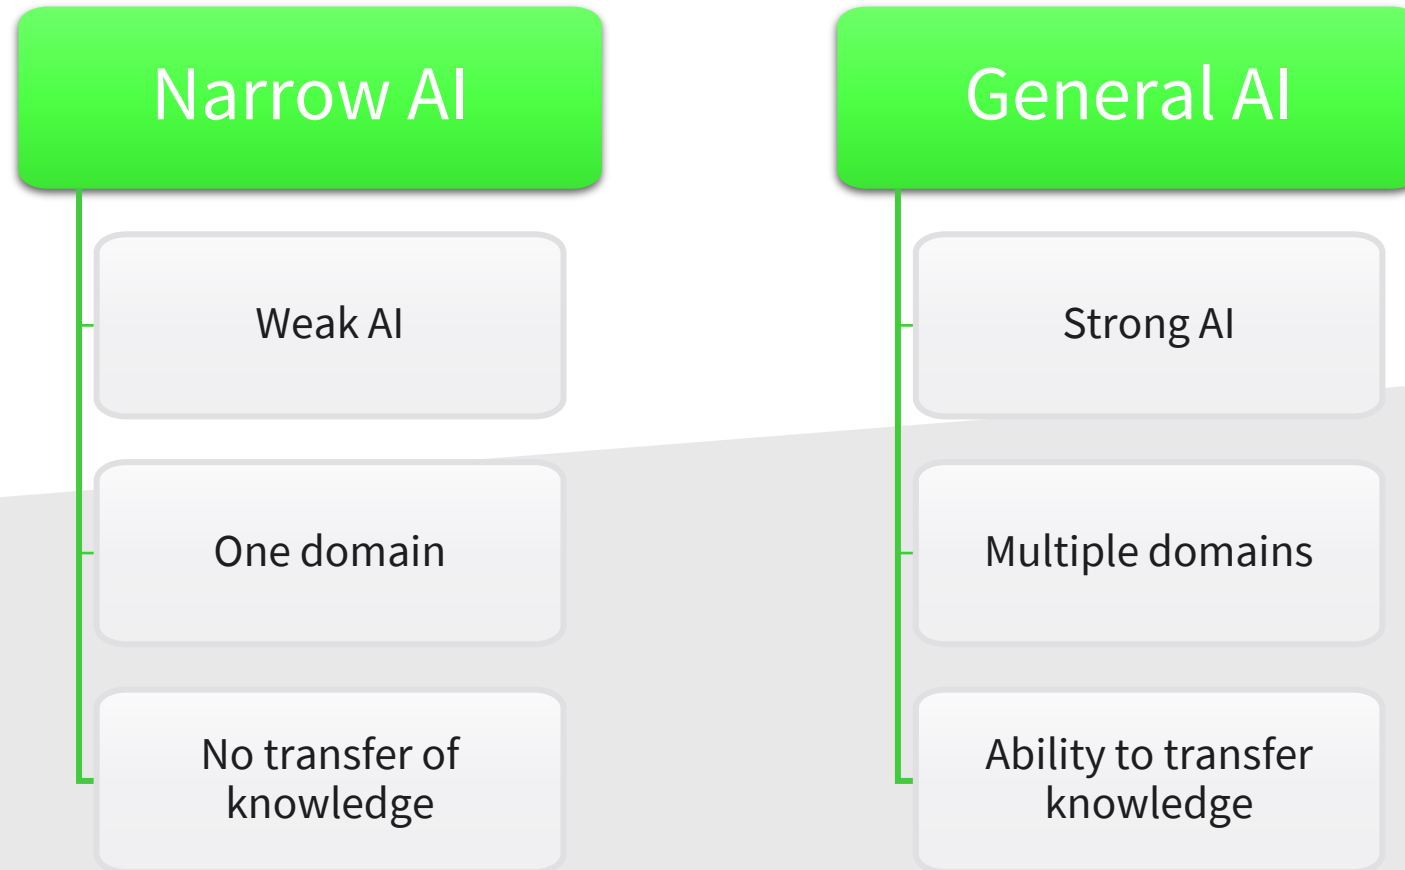 Narrow AI
Weak AI
One domain
No transfer of
knowledge
General AI
Strong AI
Multiple domains
Ability to transfer
knowledge